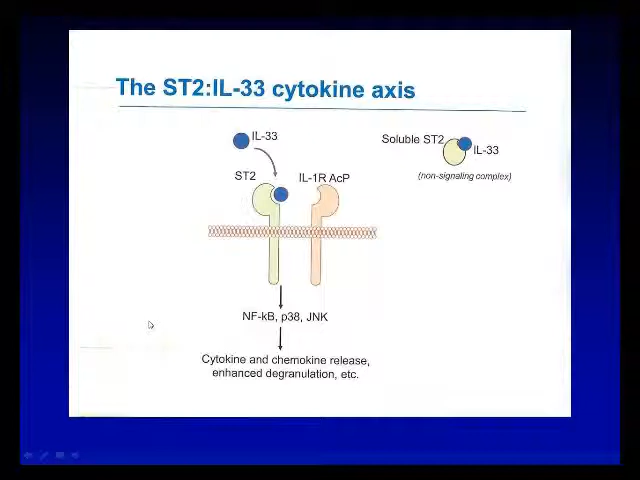 The ST2:IL-33 cytokine axis
IL-33
Soluble ST2
IL-33
(non-signaling complex)
ST2
IL-1R AcP
NF-kB, p38, JNK
Cytokine and chemokine release,
enhanced degranulation, etc.